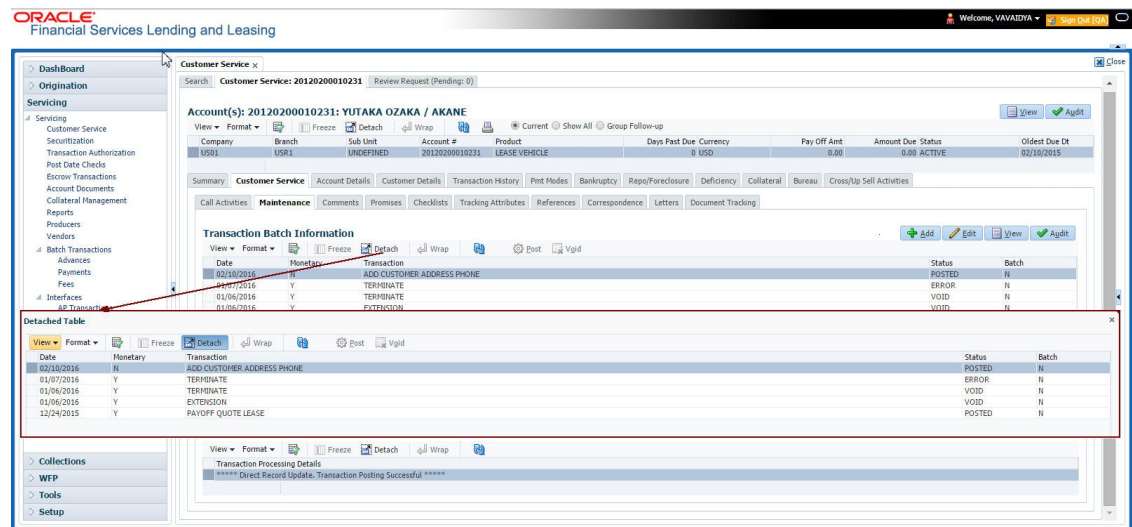 ORACLE'
Financial Services Lending and Leasing
Welcome, VAVAIDYA Sign Out [QA]
Close
DashBoard
Origination
Servicing
Servicing
Customer Service
Securitization
Transaction Authorization
Post Date Checks
Escrow Transactions
Account Documents
Collateral Management
Reports
Producers
Vendors
Batch Transactions
Advances
Payments
Fees
Interfaces
AP Transactions
Customer Service x
Search Customer Service: 20120200010231 Review Request (Pending: 0)
Account(s): 20120200010231: YUTAKA OZAKA / AKANE
View Audit
View Format Freeze Detach Wrap Current Show All Group Follow-up
Company Branch Sub Unit Account # Product Days Past Due Currency Pay Off Amt Amount Due Status Oldest Due Dt
US01 USR1 UNDEFINED 20120200010231 LEASE VEHICLE 0 USD 0.00 0.00 ACTIVE 02/10/2015
Summary Customer Service Account Details Customer Details Transaction History Pmt Modes Bankruptcy Repo/Foreclosure Deficiency Collateral Bureau Cross/Up Sell Activities
Call Activities Maintenance Comments Promises Checklists Tracking Attributes References Correspondence Letters Document Tracking
Transaction Batch Information
Add Edit View Audit
View Format Freeze Detach Wrap Post Void
Date Monetary Transaction Status Batch
02/10/2016 N ADD CUSTOMER ADDRESS PHONE POSTED N
01/07/2016 Y TERMINATE ERROR N
01/06/2016 Y TERMINATE VOID N
01/06/2016 Y EXTENSION VOID N
Detached Table x
View Format Freeze Detach Wrap Post Void
Date Monetary Transaction Status Batch
02/10/2016 N ADD CUSTOMER ADDRESS PHONE POSTED N
01/07/2016 Y TERMINATE ERROR N
01/06/2016 Y TERMINATE VOID N
01/06/2016 Y EXTENSION VOID N
12/24/2015 Y PAYOFF QUOTE LEASE POSTED N
View Format Freeze Detach Wrap
Transaction Processing Details
***** Direct Record Update. Transaction Posting Successful *****
Collections
WFP
Tools
Setup